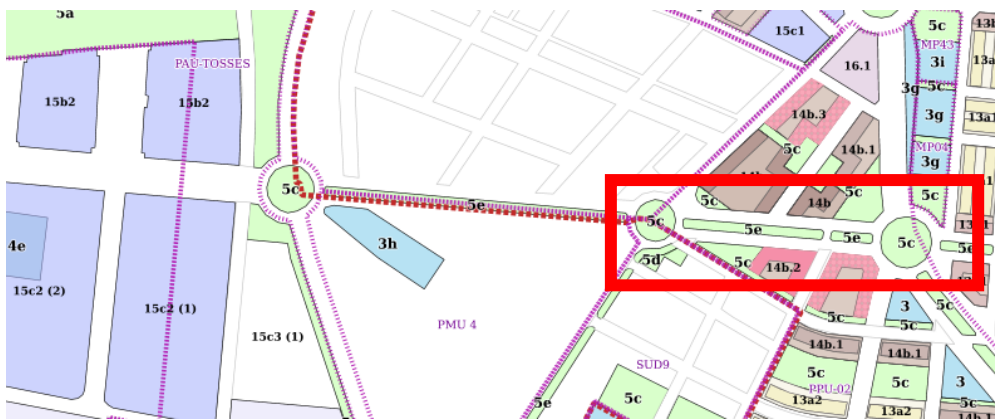 5a
15c1
5c
13b
PAU-TOSSES
MP43
16.1
3i
13a
15b2
15b2
5c
3g
14b.3
3g
13a1
5c
14b.1
MP04
3g
5c
5c
5c
5e
5c
14b
5c
5c
5e
5e
5c
5e
4e
3h
5d
5c
14b.2
15c2 (2)
15c2 (1)
5c
3
5c
5c
PMU 4
15c3 (1)
14b.1
14b.1
SUD9
5c
5c
3
PPU-02
5e
5c
13a2
13a2
5c